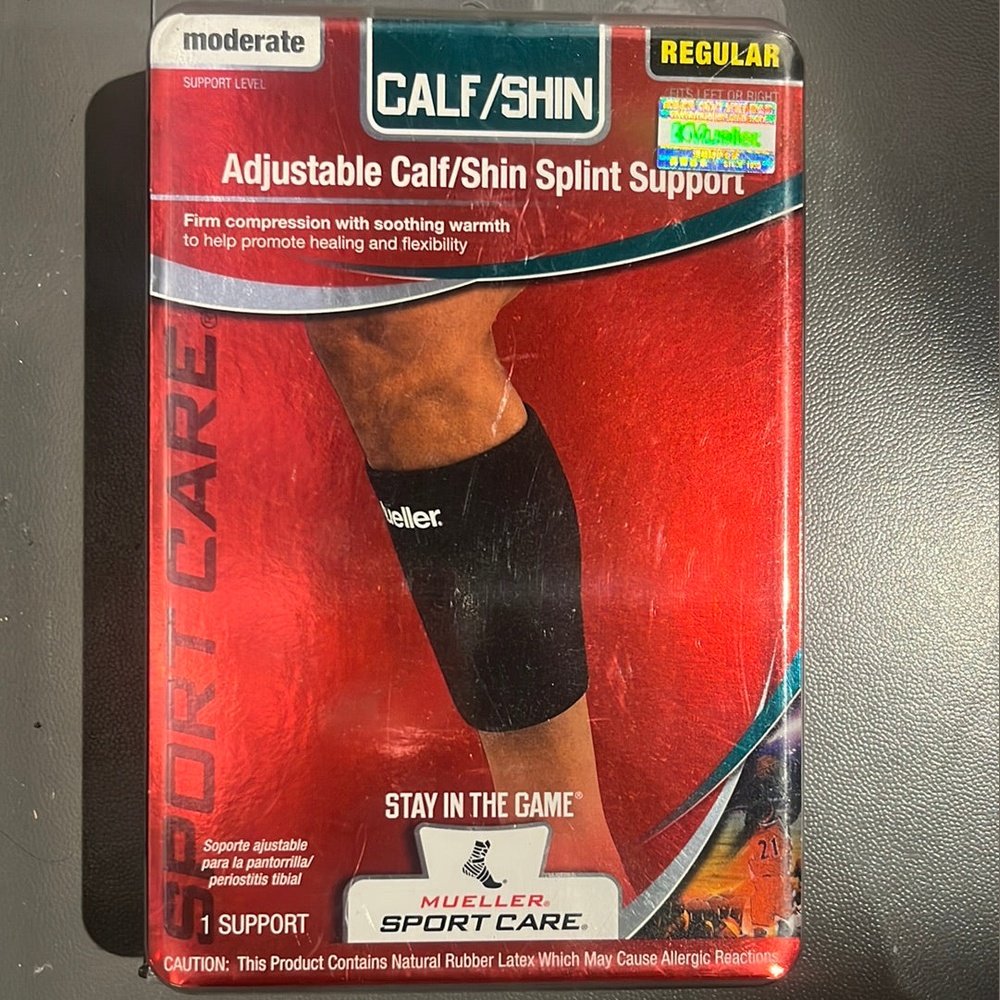 moderate
SUPPORT LEVEL
CALF/SHIN
REGULAR
FITS LEFT OR RIGHT
Mueller
Adjustable Calf/Shin Splint Support
Firm compression with soothing warmth
to help promote healing and flexibility
SPORT CARE®
ueller®
STAY IN THE GAME®
Soporte ajustable
para la pantorrilla/
periostitis tibial
1 SUPPORT
MUELLER®
SPORT CARE®
21
CAUTION: This Product Contains Natural Rubber Latex Which May Cause Allergic Reactions